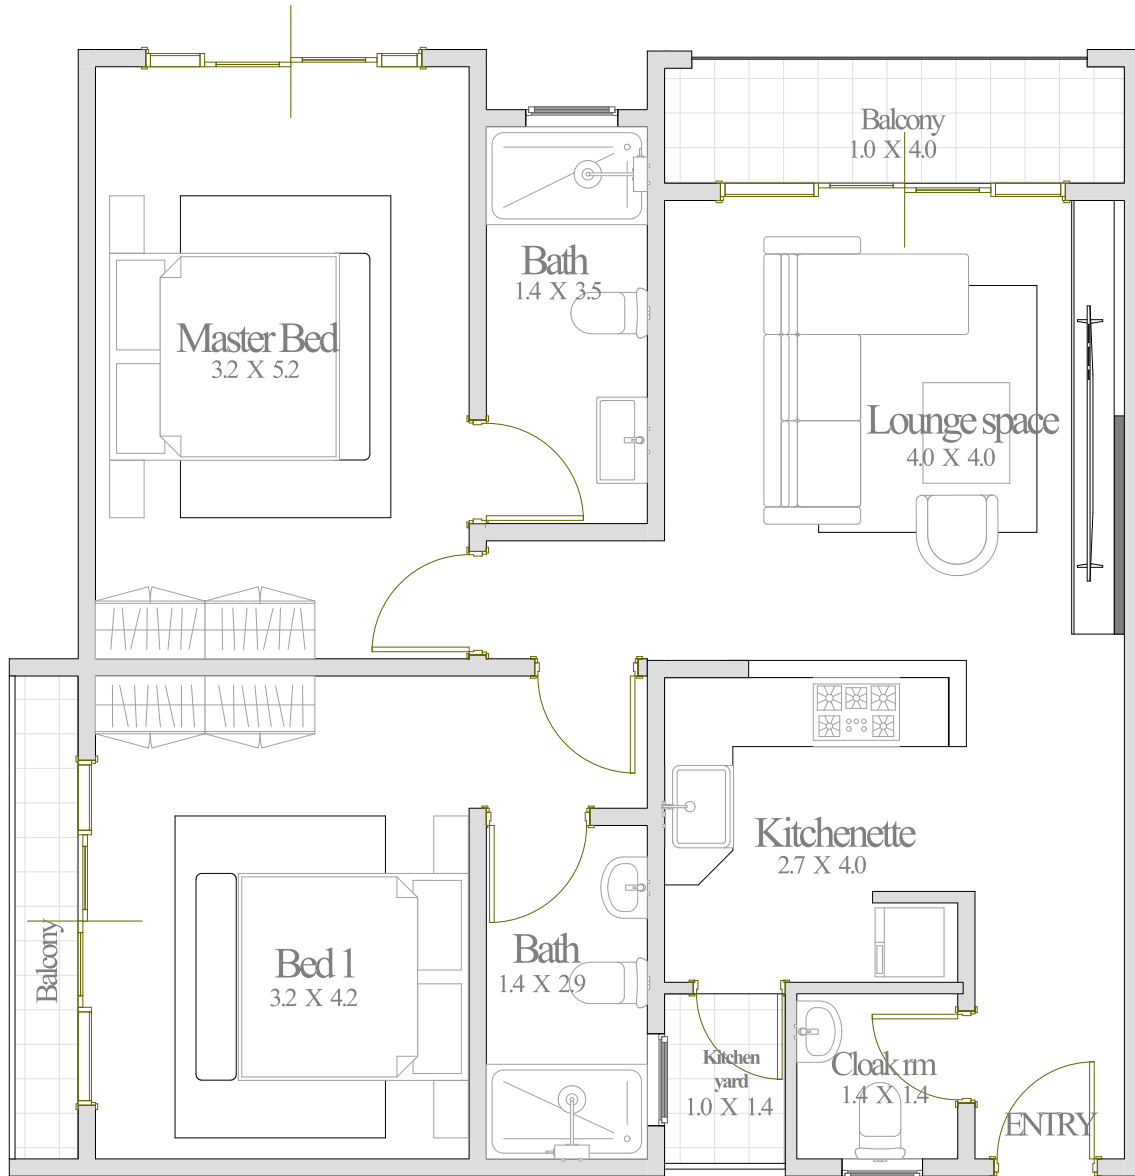 Balcony
1.0 X 4.0
Bath
1.4 X 3.5
Master Bed
3.2 X 5.2
Lounge space
4.0 X 4.0
Kitchenette
2.7 X 4.0
Balcony
Bed 1
3.2 X 4.2
Bath
1.4 X 2.9
Kitchen
yard
1.0 X 1.4
Cloak rm
1.4 X 1.4
ENTRY